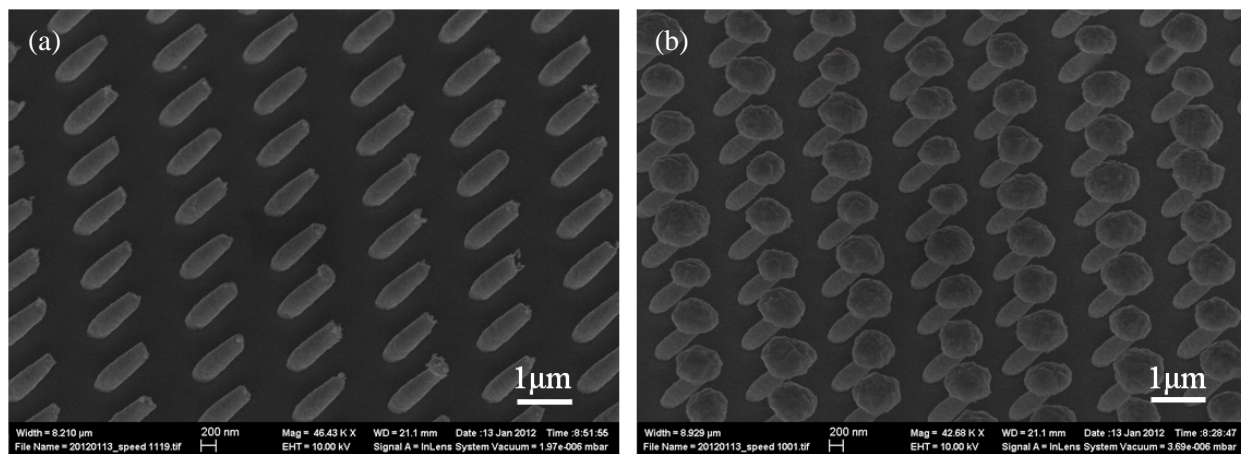 (a)
1μm
Width = 8.210 μm
200 nm
Mag = 46.43 K X
WD = 21.1 mm
Date :13 Jan 2012
Time :8:51:55
File Name = 20120113_speed 1119.tif
EHT = 10.00 kV
Signal A = InLens
System Vacuum = 1.97e-006 mbar
(b)
1μm
Width = 8.929 μm
200 nm
Mag = 42.68 K X
WD = 21.1 mm
Date :13 Jan 2012
Time :8:28:47
File Name = 20120113_speed 1001.tif
EHT = 10.00 kV
Signal A = InLens
System Vacuum = 3.69e-006 mbar